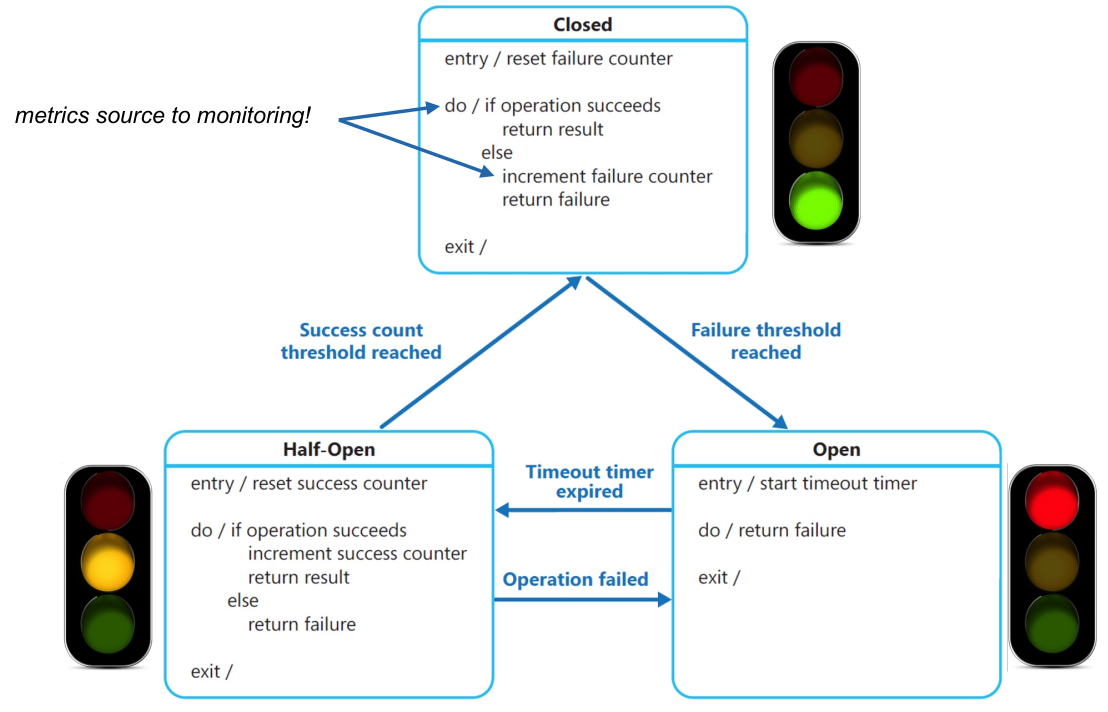 Closed
entry / reset failure counter
metrics source to monitoring!
do / if operation succeeds
return result
else
increment failure counter
return failure
exit /
Success count
threshold reached
Failure threshold
reached
Half-Open
entry / reset success counter
do / if operation succeeds
increment success counter
return result
else
return failure
exit /
Timeout timer
expired
Operation failed
Open
entry / start timeout timer
do / return failure
exit /